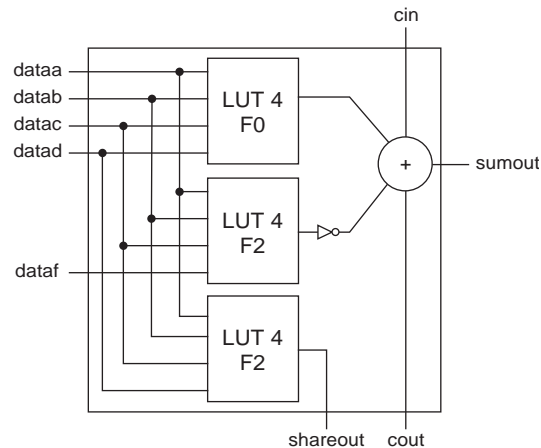 cin
dataa
datab
datac
datad
LUT 4
F0
+
sumout
LUT 4
F2
dataf
LUT 4
F2
shareout
cout